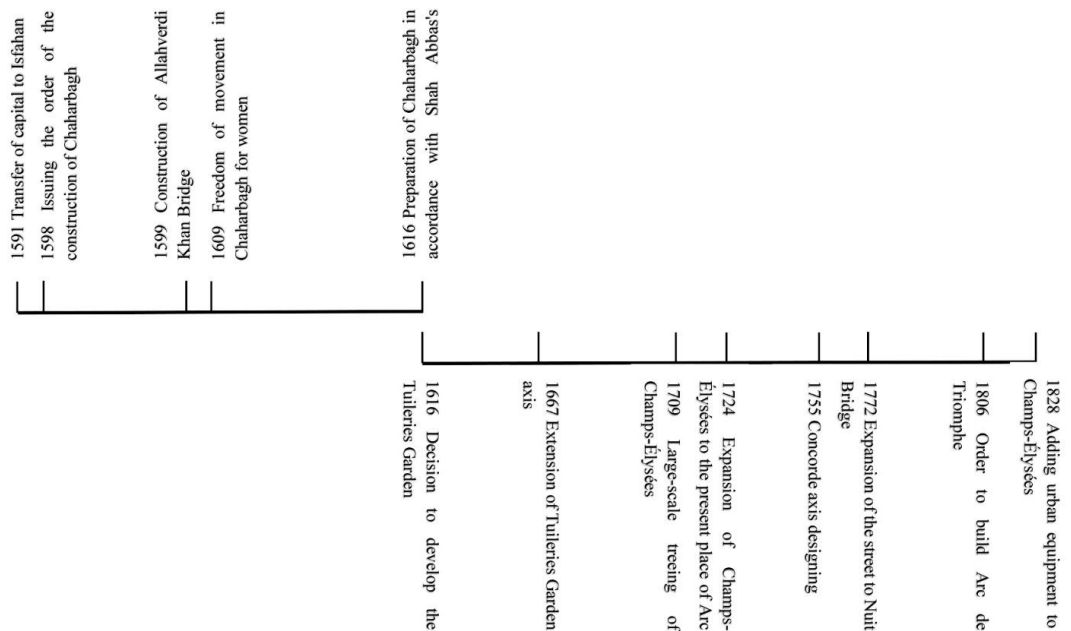 1591 Transfer of capital to Isfahan
1598 Issuing the order of the
construction of Chaharbagh
1599 Construction of Allahverdi
Khan Bridge
1609 Freedom of movement in
Chaharbagh for women
1616 Preparation of Chaharbagh in
accordance with Shah Abbas's
1616 Decision to develop the
Tuileries Garden
1667 Extension of Tuileries Garden
axis
1709 Large-scale treeing of
Champs-Élysées
1724 Expansion of Champs-
Élysées to the present place of Arc
1755 Concorde axis designing
1772 Expansion of the street to Nuit
Bridge
1806 Order to build Arc de
Triomphe
1828 Adding urban equipment to
Champs-Élysées